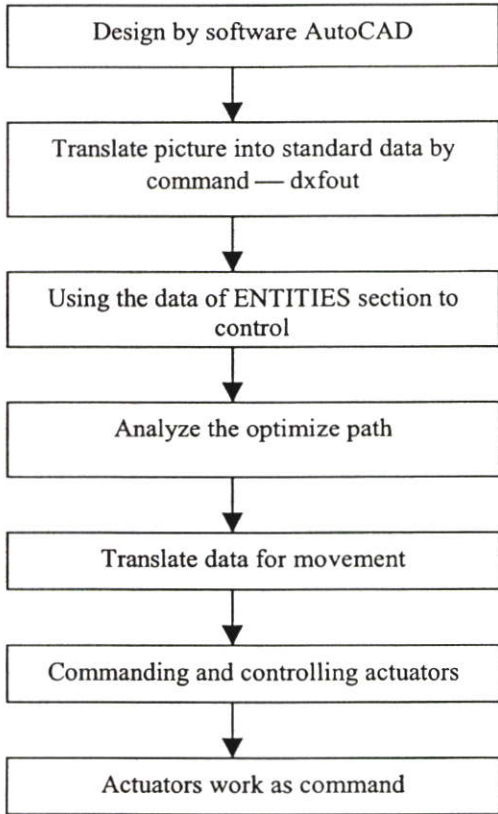 Design by software AutoCAD
Translate picture into standard data by
command — dxfout
Using the data of ENTITIES section to
control
Analyze the optimize path
Translate data for movement
Commanding and controlling actuators
Actuators work as command